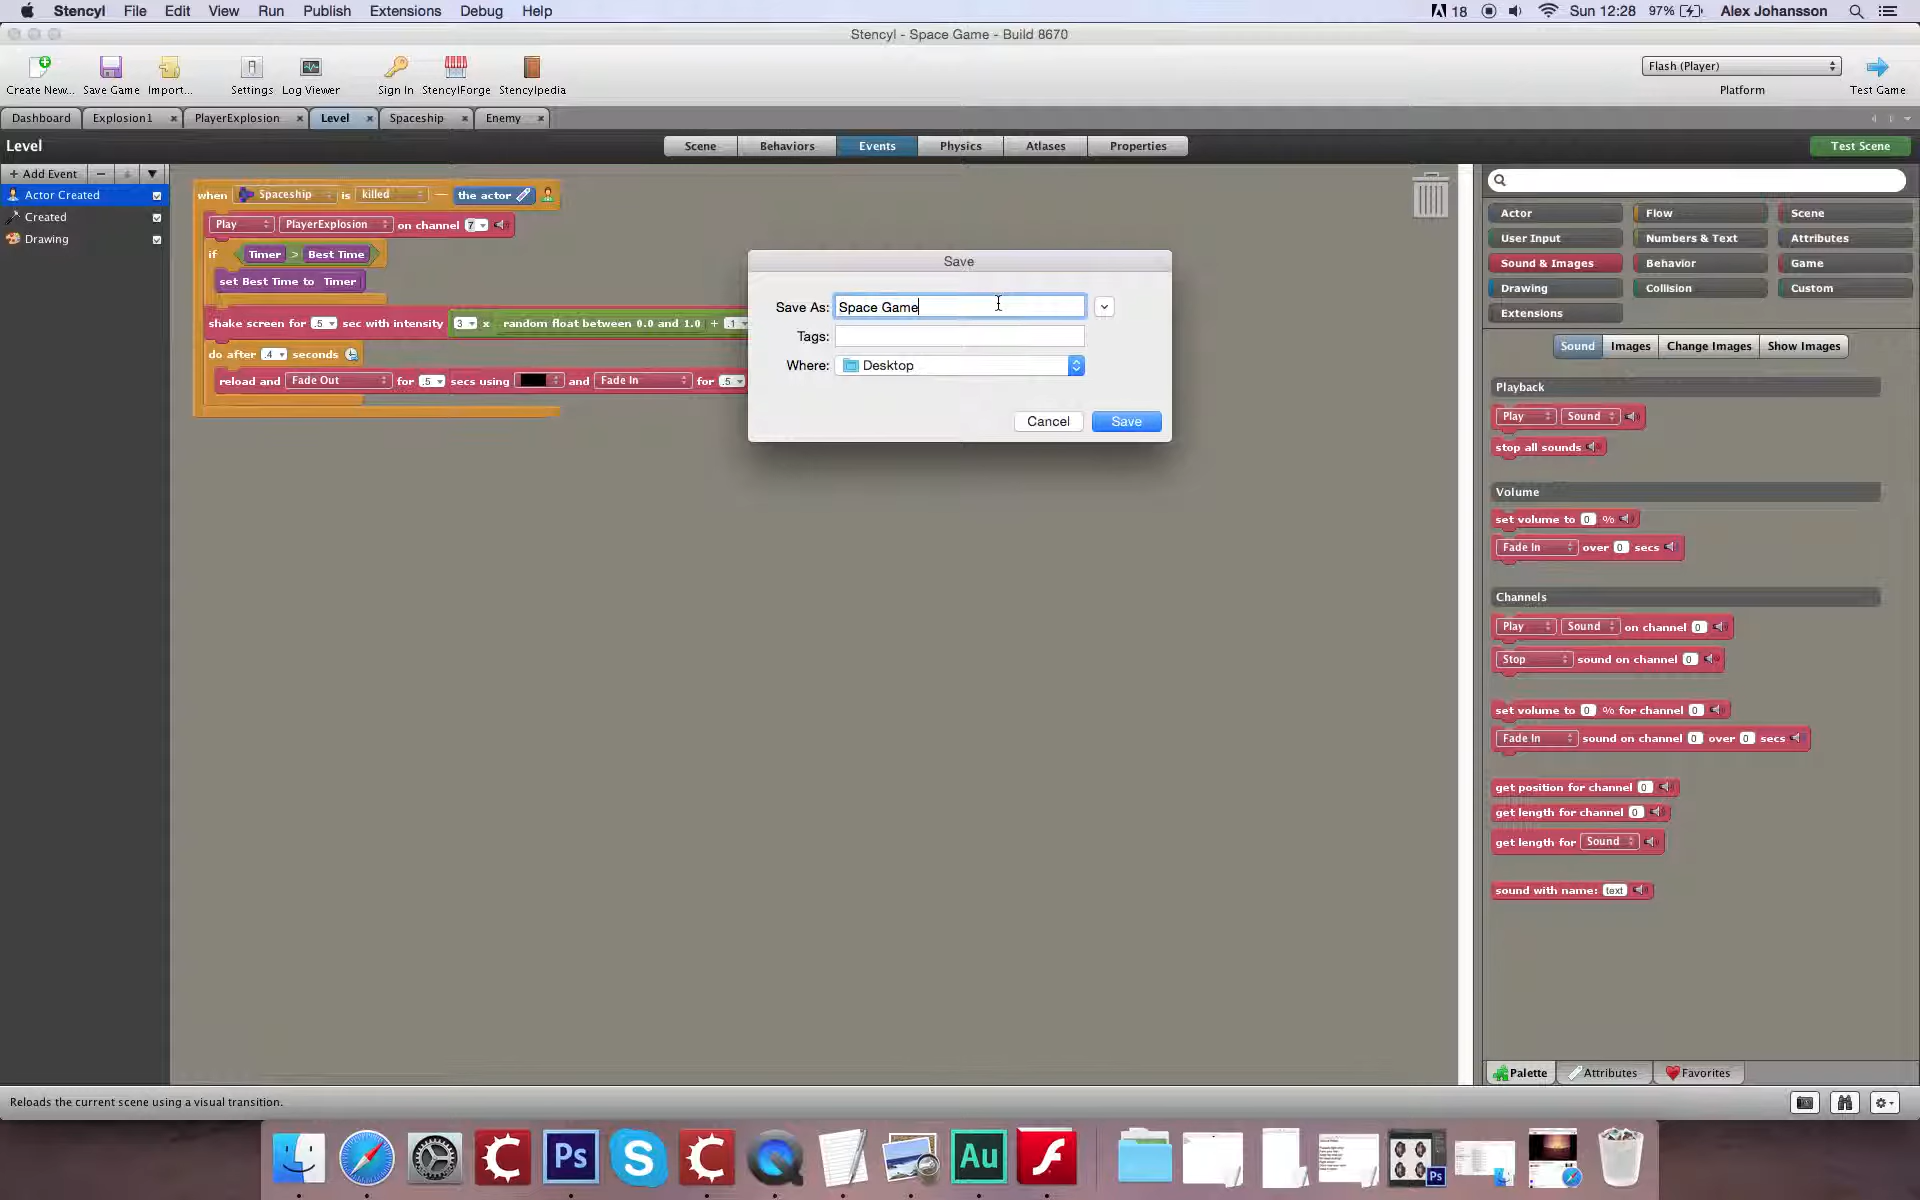 Stencyl File Edit View Run Publish Extensions Debug Help 18 Sun 12:28 97% Alex Johansson
Stencyl - Space Game - Build 8670
Create New... Save Game Import... Settings Log Viewer Sign In StencylForge Stencylpedia
Flash (Player)
Platform
Test Game
Dashboard Explosion1 PlayerExplosion Level Spaceship Enemy
Level
Scene Behaviors Events Physics Atlases Properties
Test Scene
+ Add Event
Actor Created
Created
Drawing
when Spaceship is killed — the actor
Play PlayerExplosion on channel 7
if Timer > Best Time
set Best Time to Timer
shake screen for .5 sec with intensity 3 x random float between 0.0 and 1.0 + .1
do after .4 seconds
reload and Fade Out for .5 secs using and Fade In for .5
Save
Save As: Space Game
Tags:
Where: Desktop
Cancel Save
Actor Flow Scene
User Input Numbers & Text Attributes
Sound & Images Behavior Game
Drawing Collision Custom
Extensions
Sound Images Change Images Show Images
Playback
Play Sound
stop all sounds
Volume
set volume to 0 %
Fade In over 0 secs
Channels
Play Sound on channel 0
Stop sound on channel 0
set volume to 0 % for channel 0
Fade In sound on channel 0 over 0 secs
get position for channel 0
get length for channel 0
get length for Sound
sound with name: text
Palette Attributes Favorites
Reloads the current scene using a visual transition.
Ps Au Ps